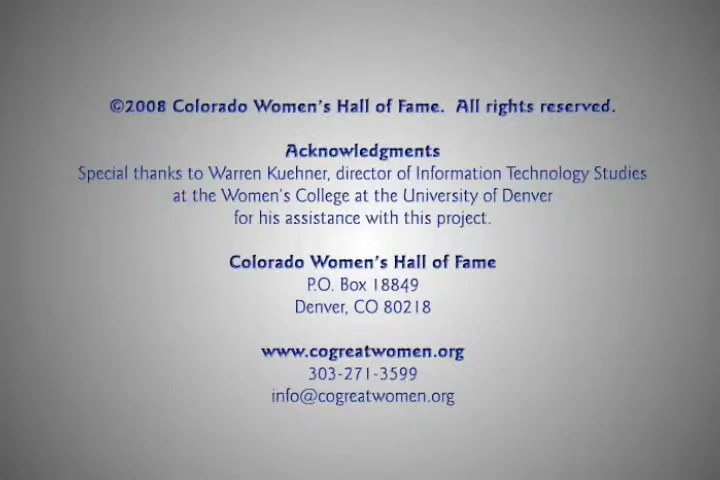 ©2008 Colorado Women's Hall of Fame. All rights reserved.
Acknowledgments
Special thanks to Warren Kuehner, director of Information Technology Studies
at the Women's College at the University of Denver
for his assistance with this project.
Colorado Women's Hall of Fame
P.O. Box 18849
Denver, CO 80218
www.cogreatwomen.org
303-271-3599
info@cogreatwomen.org